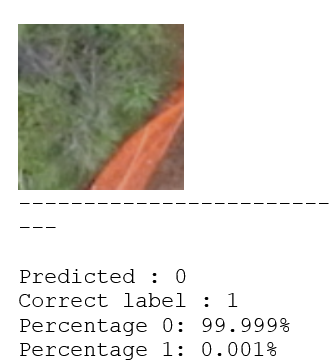 ------------------------
---
Predicted : 0
Correct label : 1
Percentage 0: 99.999%
Percentage 1: 0.001%